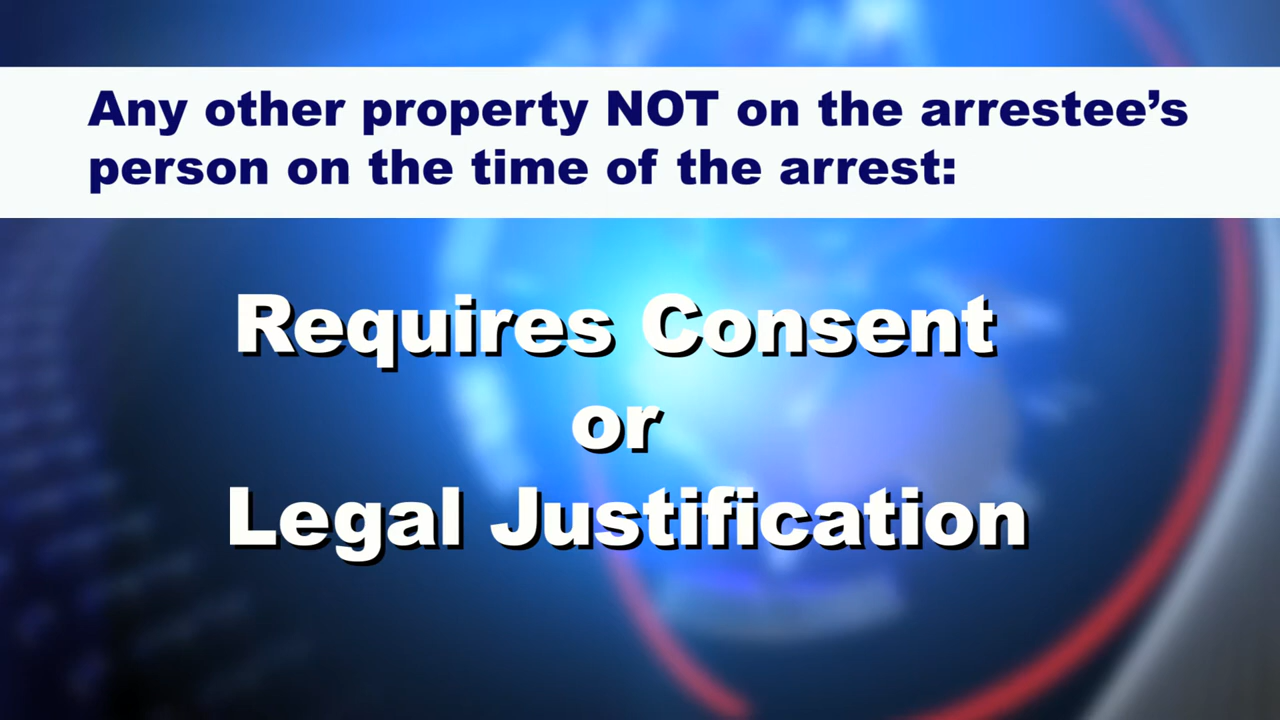 Any other property NOT on the arrestee’s
person on the time of the arrest:
Requires Consent
or
Legal Justification